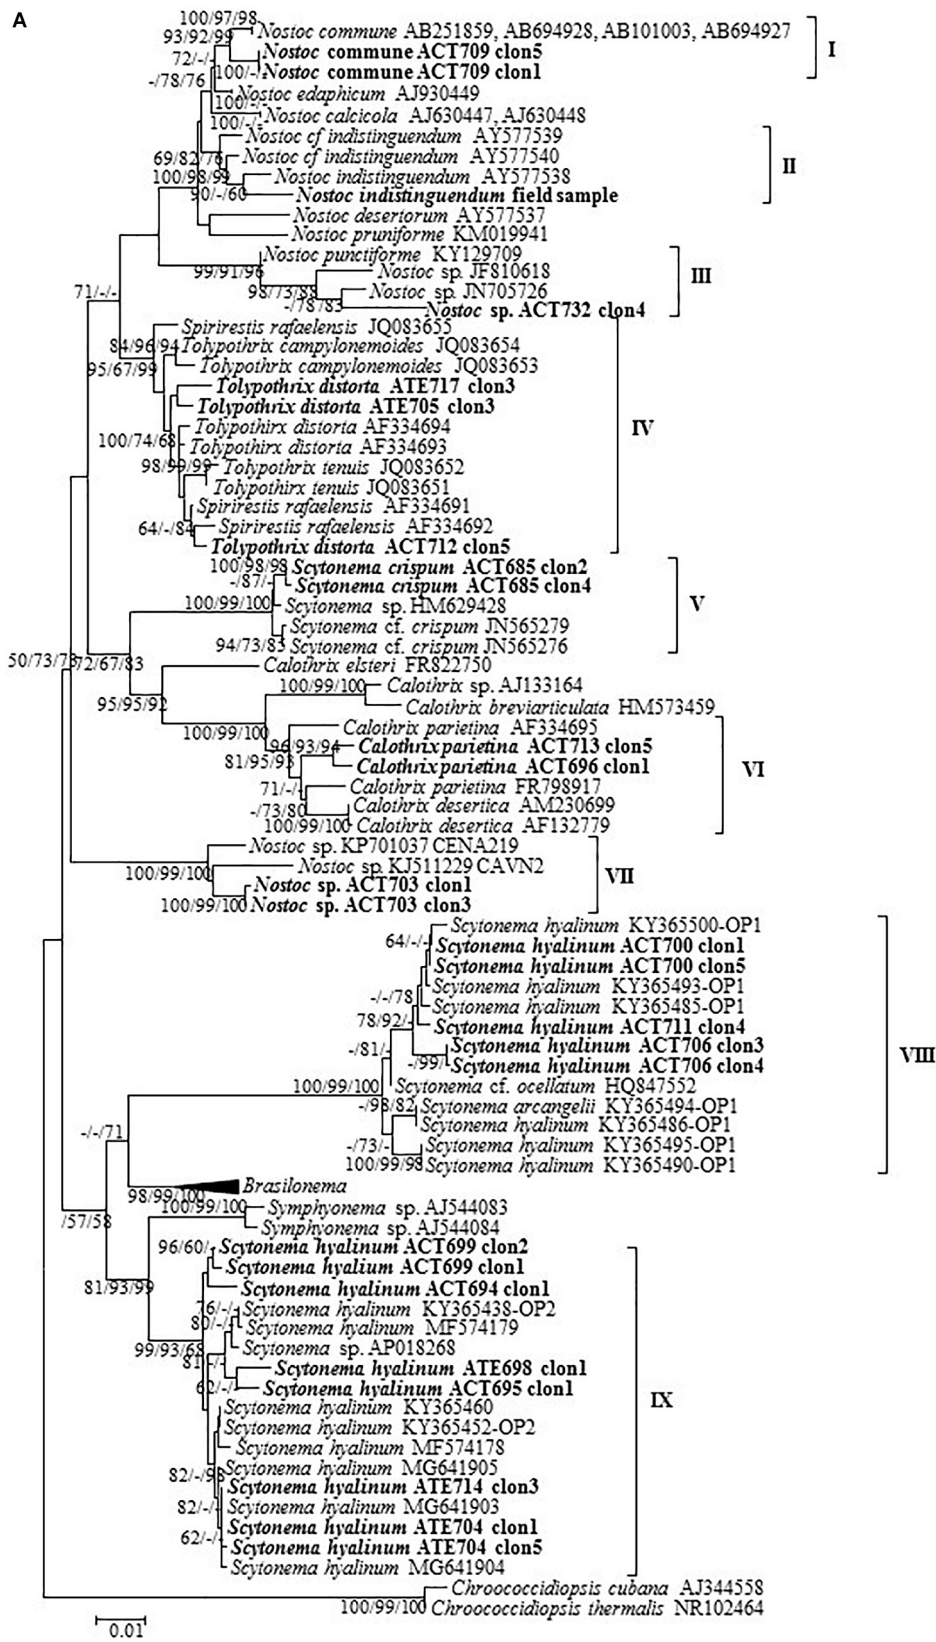 A
100/97/98
Nostoc commune AB251859, AB694928, AB101003, AB694927
93/92/99
Nostoc commune ACT709 clon5
I
72/-/-
100/-/-
Nostoc commune ACT709 clon1
-/78/76
Nostoc edaphicum AJ930449
100/-/-
Nostoc calcicola AJ630447, AJ630448
100/-/-
Nostoc cf indistinguendum AY577539
69/82/76
Nostoc cf indistinguendum AY577540
II
100/98/99
Nostoc indistinguendum AY577538
90/-/60
Nostoc indistinguendum field sample
Nostoc desertorum AY577537
Nostoc pruniforme KM019941
Nostoc punctiforme KY129709
99/91/96
Nostoc sp. JF810618
III
98/73/88
Nostoc sp. JN705726
71/-/-
-/78/83
Nostoc sp. ACT732 clon4
Spirirestis rafaelensis JQ083655
84/96/94
Tolypothrix campylonemoides JQ083654
95/67/99
Tolypothrix campylonemoides JQ083653
Tolypothrix distorta ATE717 clon3
Tolypothrix distorta ATE705 clon3
Tolypothirx distorta AF334694
IV
100/74/68
Tolypothirx distorta AF334693
98/99/99
Tolypothrix tenuis JQ083652
Tolypothirx tenuis JQ083651
Spirirestis rafaelensis AF334691
64/-/84
Spirirestis rafaelensis AF334692
Tolypothrix distorta ACT712 clon5
100/98/98
Scytonema crispum ACT685 clon2
-/87/-
Scytonema crispum ACT685 clon4
100/99/100
Scytonema sp. HM629428
V
Scytonema cf. crispum JN565279
94/73/83
Scytonema cf. crispum JN565276
50/73/73
72/67/83
Calothrix elsteri FR822750
100/99/100
Calothrix sp. AJ133164
95/95/92
Calothrix breviarticulata HM573459
100/99/100
Calothrix parietina AF334695
96/93/94
Calothrix parietina ACT713 clon5
81/95/93
Calothrix parietina ACT696 clon1
VI
71/-/-
Calothrix parietina FR798917
-/73/80
Calothrix desertica AM230699
100/99/100
Calothrix desertica AF132779
Nostoc sp. KP701037 CENA219
100/99/100
Nostoc sp. KJ511229 CAVN2
VII
Nostoc sp. ACT703 clon1
100/99/100
Nostoc sp. ACT703 clon3
Scytonema hyalinum KY365500-OP1
64/-/-
Scytonema hyalinum ACT700 clon1
Scytonema hyalinum ACT700 clon5
Scytonema hyalinum KY365493-OP1
-/-/78
Scytonema hyalinum KY365485-OP1
78/92/-
Scytonema hyalinum ACT711 clon4
-/81/-
Scytonema hyalinum ACT706 clon3
VIII
-/99/-
Scytonema hyalinum ACT706 clon4
100/99/100
Scytonema cf. ocellatum HQ847552
-/98/82
Scytonema arcangelii KY365494-OP1
Scytonema hyalinum KY365486-OP1
-/-/71
-/73/-
Scytonema hyalinum KY365495-OP1
100/99/98
Scytonema hyalinum KY365490-OP1
98/99/100
Brasilonema
100/99/100
Symphyonema sp. AJ544083
/57/58
Symphyonema sp. AJ544084
96/60/-
Scytonema hyalinum ACT699 clon2
Scytonema hyalium ACT699 clon1
81/93/99
Scytonema hyalinum ACT694 clon1
76/-/-
Scytonema hyalinum KY365438-OP2
80/-/-
Scytonema hyalinum MF574179
99/93/68
Scytonema sp. AP018268
81/-/-
Scytonema hyalinum ATE698 clon1
62/-/-
Scytonema hyalinum ACT695 clon1
IX
Scytonema hyalinum KY365460
Scytonema hyalinum KY365452-OP2
Scytonema hyalinum MF574178
82/-/98
Scytonema hyalinum MG641905
Scytonema hyalinum ATE714 clon3
82/-/-
Scytonema hyalinum MG641903
Scytonema hyalinum ATE704 clon1
62/-/-
Scytonema hyalinum ATE704 clon5
Scytonema hyalinum MG641904
Chroococcidiopsis cubana AJ344558
100/99/100
Chroococcidiopsis thermalis NR102464
0.01